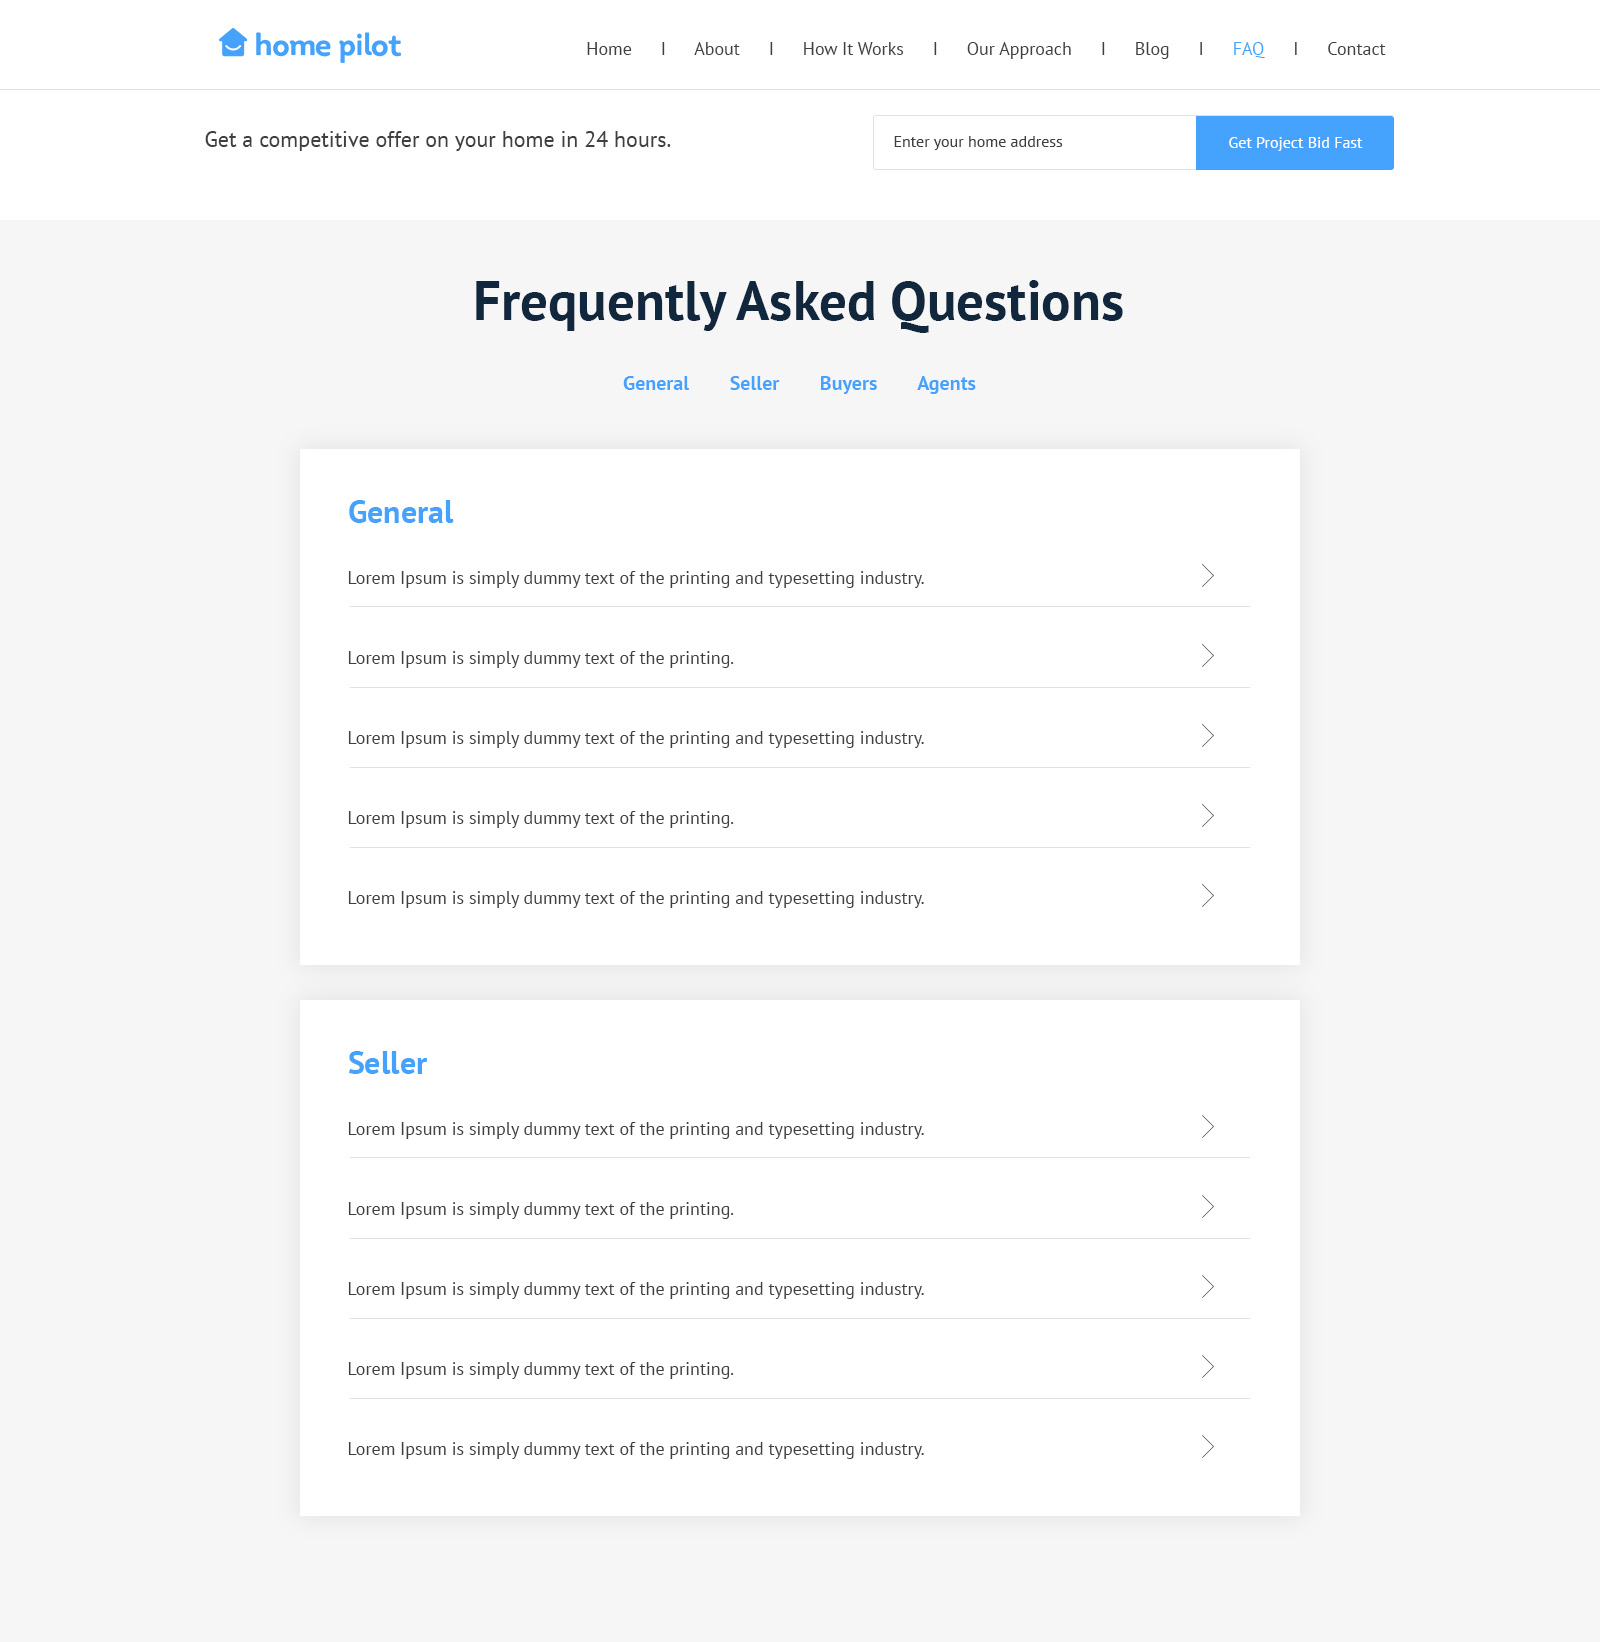 home pilot
Home I About I How It Works I Our Approach I Blog I FAQ I Contact
Get a competitive offer on your home in 24 hours.
Enter your home address
Get Project Bid Fast
Frequently Asked Questions
General Seller Buyers Agents
General
Lorem Ipsum is simply dummy text of the printing and typesetting industry.
Lorem Ipsum is simply dummy text of the printing.
Lorem Ipsum is simply dummy text of the printing and typesetting industry.
Lorem Ipsum is simply dummy text of the printing.
Lorem Ipsum is simply dummy text of the printing and typesetting industry.
Seller
Lorem Ipsum is simply dummy text of the printing and typesetting industry.
Lorem Ipsum is simply dummy text of the printing.
Lorem Ipsum is simply dummy text of the printing and typesetting industry.
Lorem Ipsum is simply dummy text of the printing.
Lorem Ipsum is simply dummy text of the printing and typesetting industry.